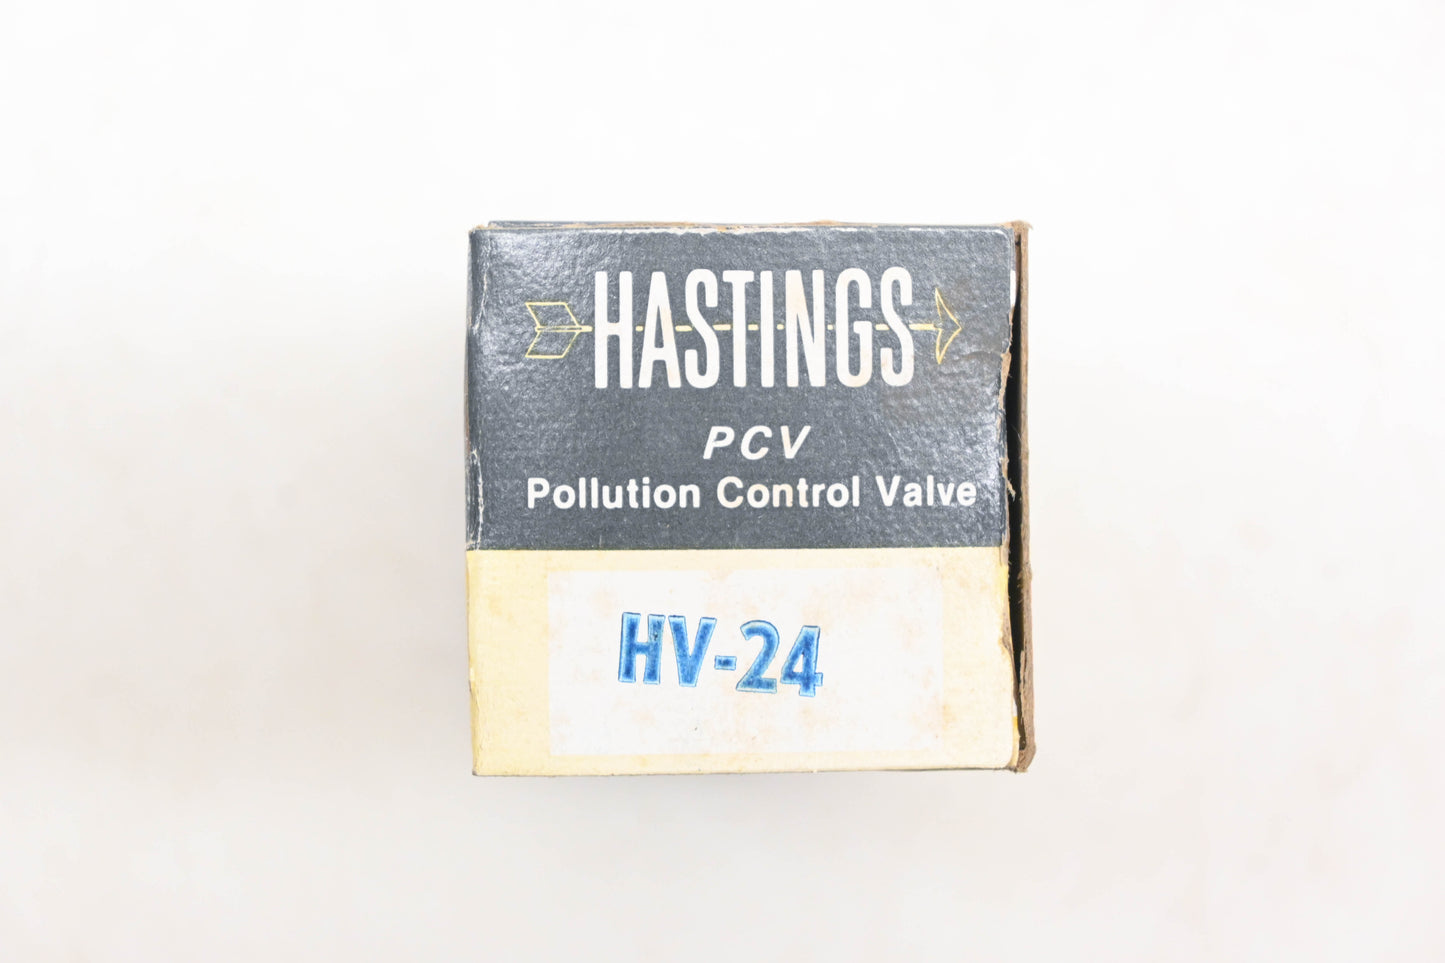 HASTINGS
PCV
Pollution Control Valve
HV-24